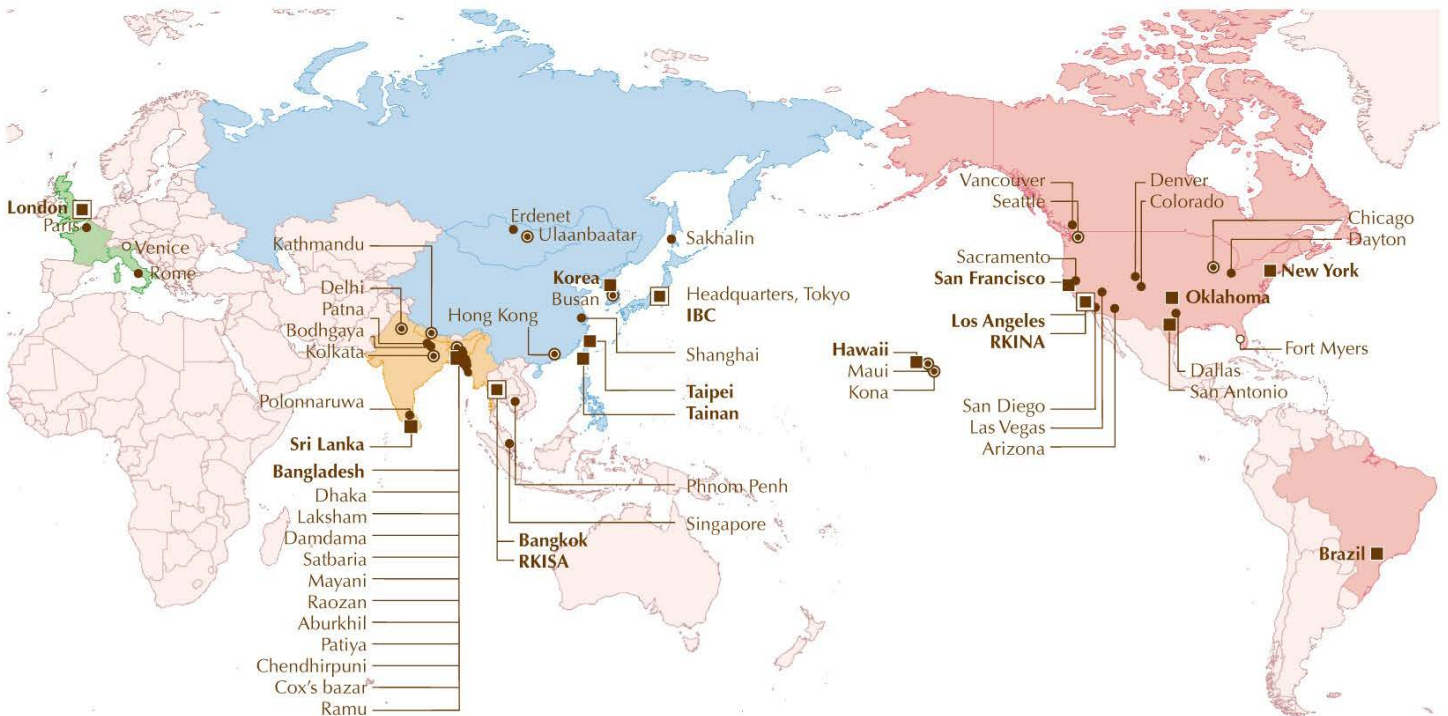 London
Paris
Venice
Rome
Kathmandu
Delhi
Patna
Bodhgaya
Kolkata
Polonnaruwa
Sri Lanka
Bangladesh
Dhaka
Laksham
Damdama
Satbaria
Mayani
Raozan
Aburkhil
Patiya
Chendhirpuni
Cox's bazar
Ramu
Erdenet
Ulaanbaatar
Sakhalin
Korea
Busan
Headquarters, Tokyo
IBC
Hong Kong
Shanghai
Taipei
Tainan
Phnom Penh
Singapore
Bangkok
RKISA
Hawaii
Maui
Kona
Vancouver
Seattle
Sacramento
San Francisco
Los Angeles
RKINA
San Diego
Las Vegas
Arizona
Denver
Colorado
Chicago
Dayton
New York
Oklahoma
Fort Myers
Dallas
San Antonio
Brazil